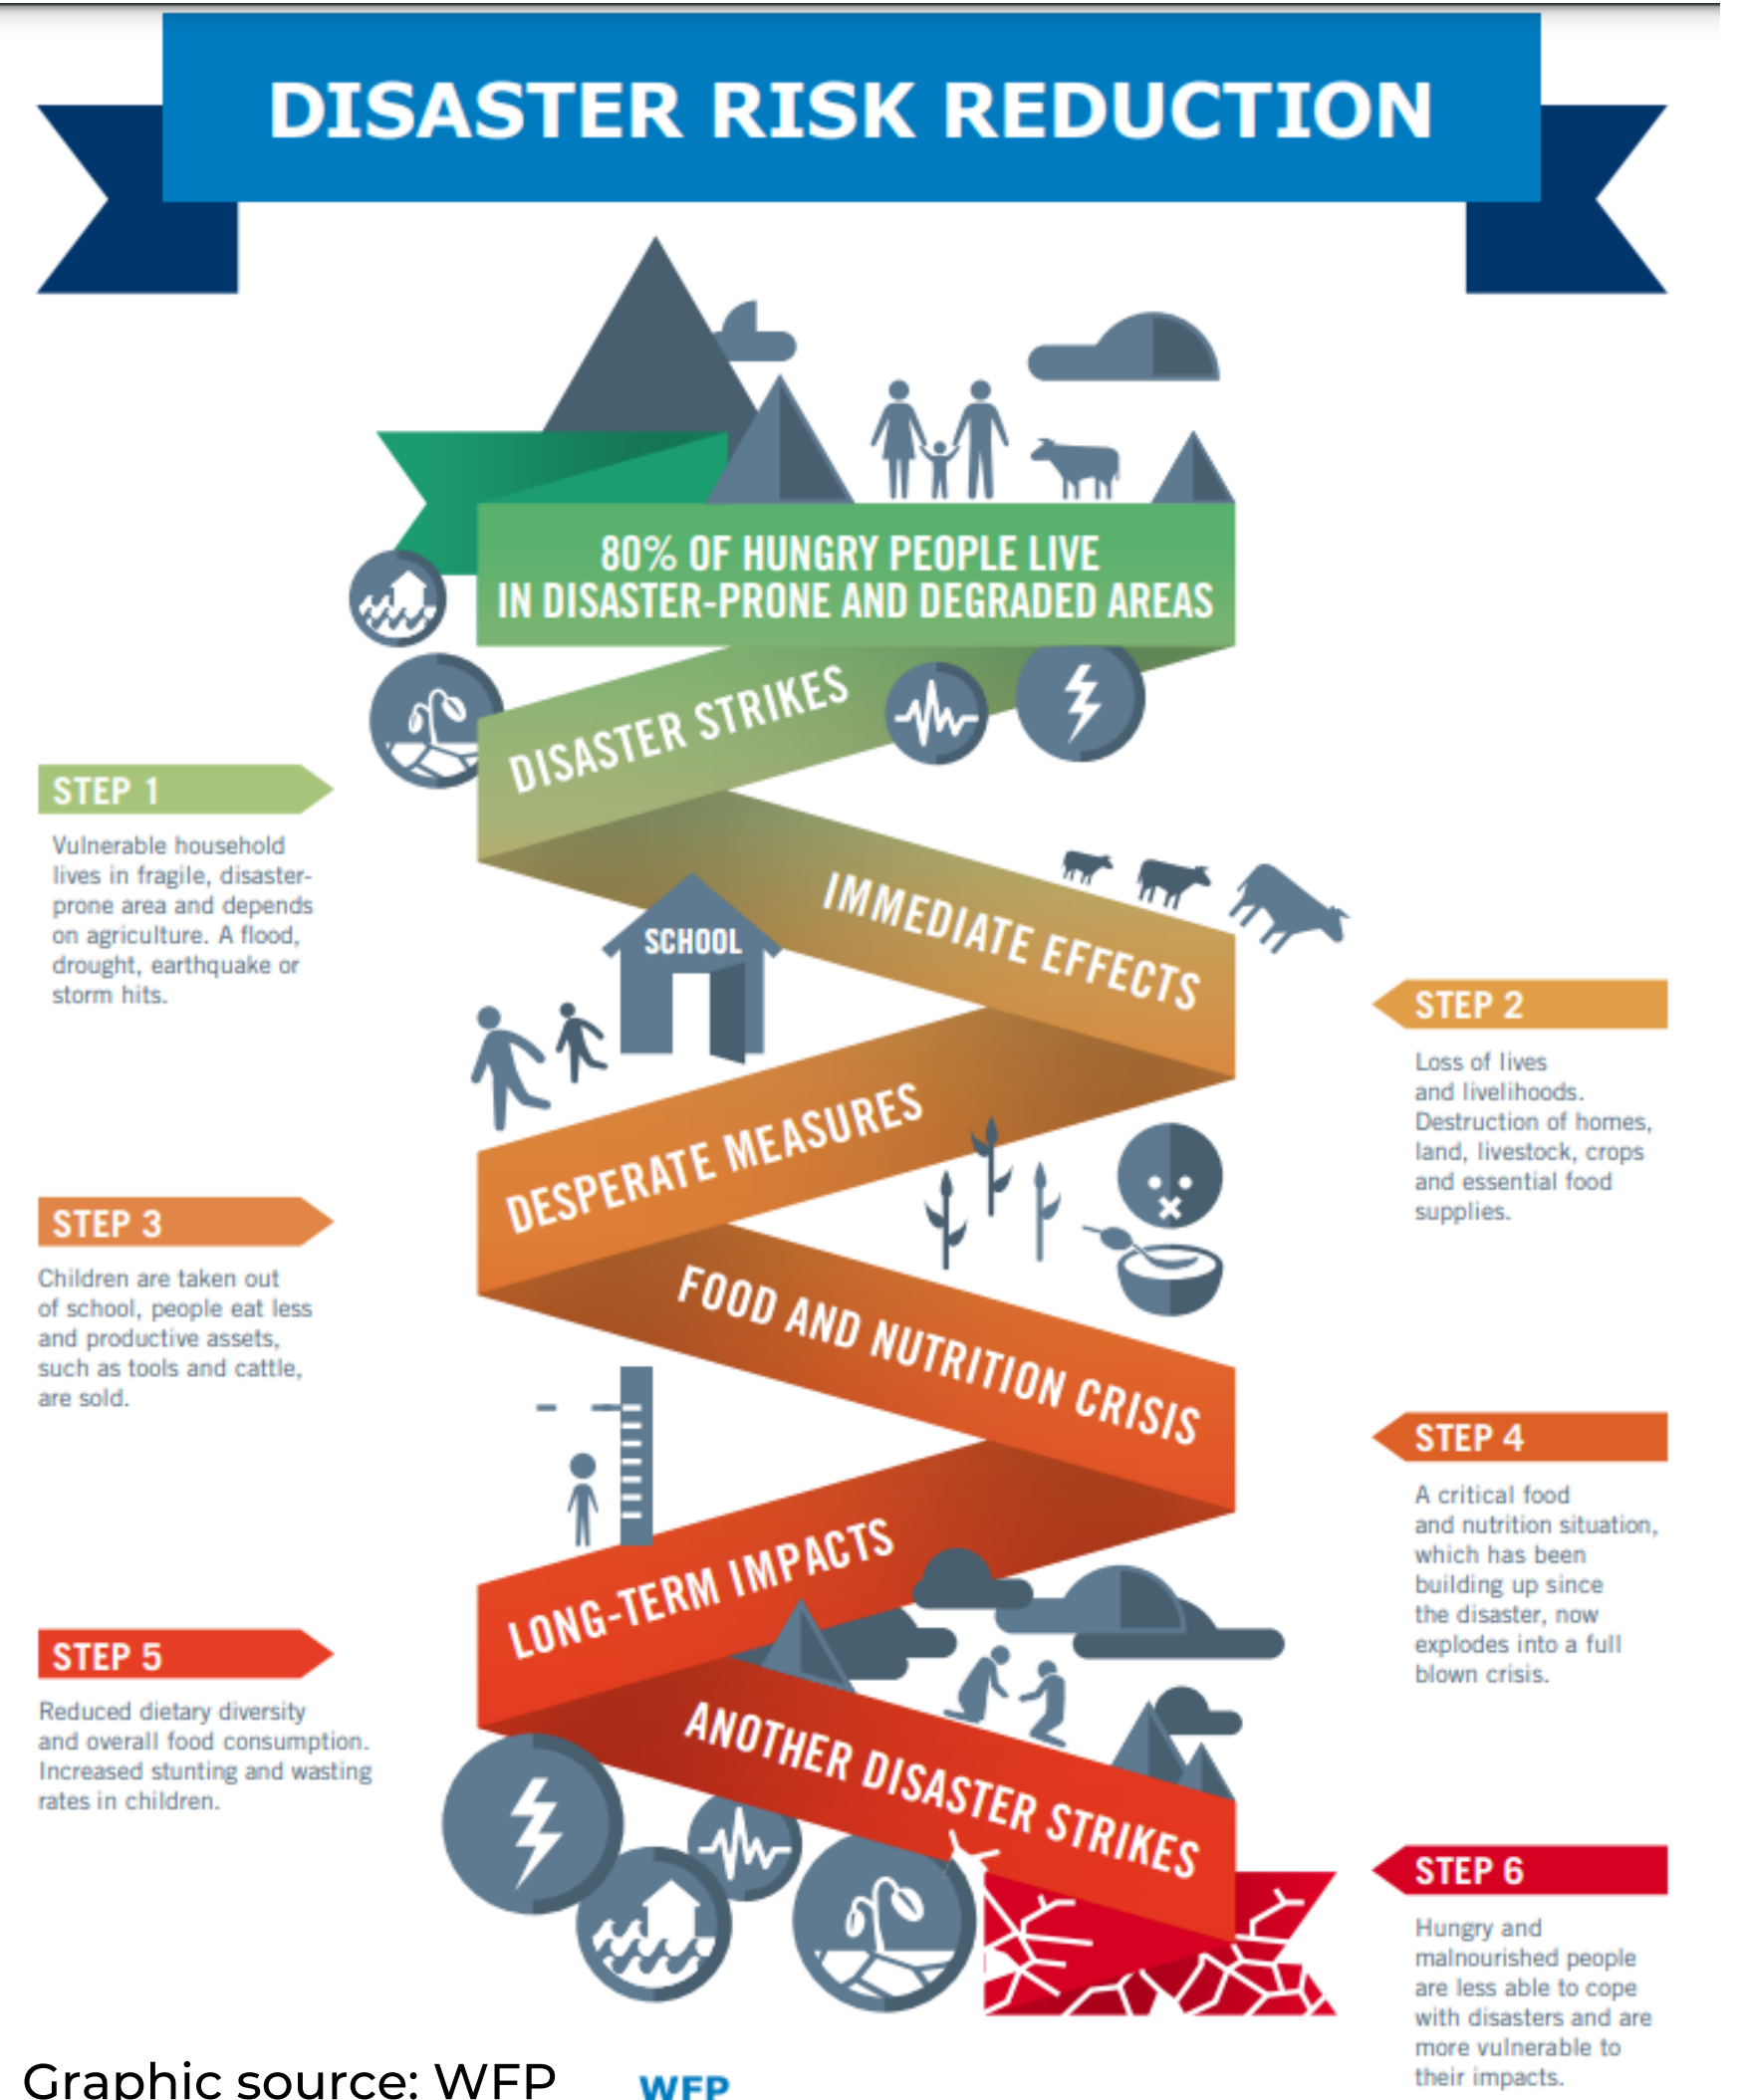 DISASTER RISK REDUCTION
80% OF HUNGRY PEOPLE LIVE
IN DISASTER-PRONE AND DEGRADED AREAS
DISASTER STRIKES
STEP 1
Vulnerable household
lives in fragile, disaster-
prone area and depends
on agriculture. A flood,
drought, earthquake or
storm hits.
IMMEDIATE EFFECTS
SCHOOL
STEP 2
Loss of lives
and livelihoods.
Destruction of homes,
land, livestock, crops
and essential food
supplies.
DESPERATE MEASURES
STEP 3
Children are taken out
of school, people eat less
and productive assets,
such as tools and cattle,
are sold.
FOOD AND NUTRITION CRISIS
STEP 4
A critical food
and nutrition situation,
which has been
building up since
the disaster, now
explodes into a full
blown crisis.
LONG-TERM IMPACTS
STEP 5
Reduced dietary diversity
and overall food consumption.
Increased stunting and wasting
rates in children.
ANOTHER DISASTER STRIKES
STEP 6
Hungry and
malnourished people
are less able to cope
with disasters and are
more vulnerable to
their impacts.
Graphic source: WFP
WFP